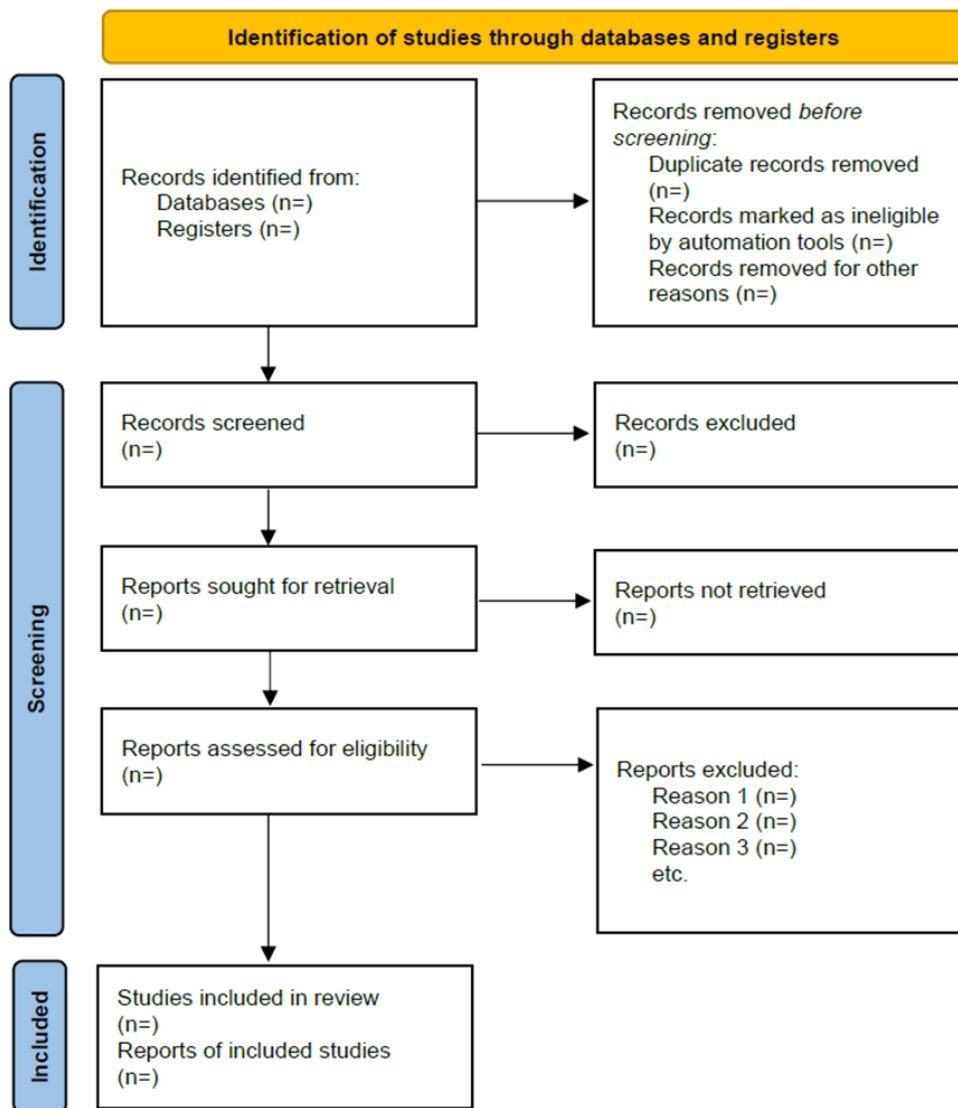 Identification of studies through databases and registers
Identification
Records identified from:
Databases (n=)
Registers (n=)
Records removed before
screening:
Duplicate records removed
(n=)
Records marked as ineligible
by automation tools (n=)
Records removed for other
reasons (n=)
Screening
Records screened
(n=)
Records excluded
(n=)
Reports sought for retrieval
(n=)
Reports not retrieved
(n=)
Reports assessed for eligibility
(n=)
Reports excluded:
Reason 1 (n=)
Reason 2 (n=)
Reason 3 (n=)
etc.
Included
Studies included in review
(n=)
Reports of included studies
(n=)